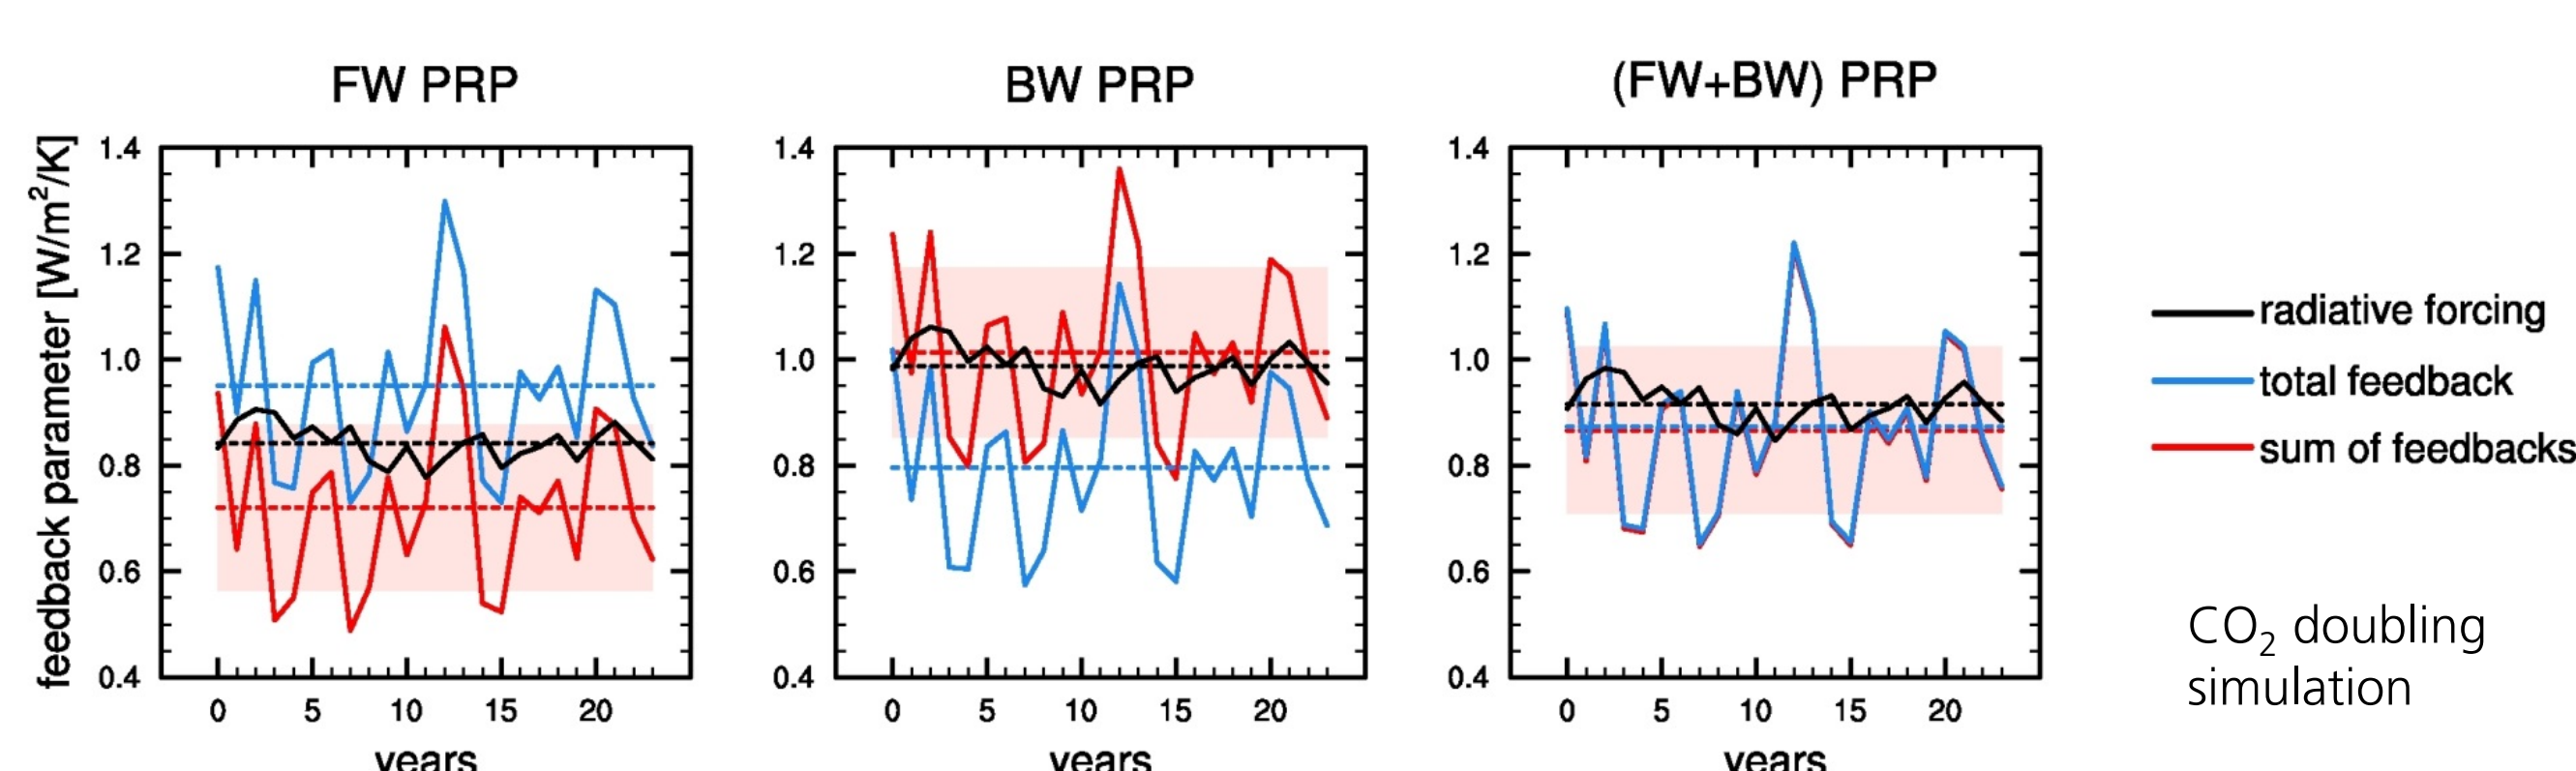 FW PRP
BW PRP
(FW+BW) PRP
feedback parameter [W/m²/K]
1.4
1.2
1.0
0.8
0.6
0.4
0 5 10 15 20
years
1.4
1.2
1.0
0.8
0.6
0.4
0 5 10 15 20
years
1.4
1.2
1.0
0.8
0.6
0.4
0 5 10 15 20
years
radiative forcing
total feedback
sum of feedbacks
CO₂ doubling
simulation